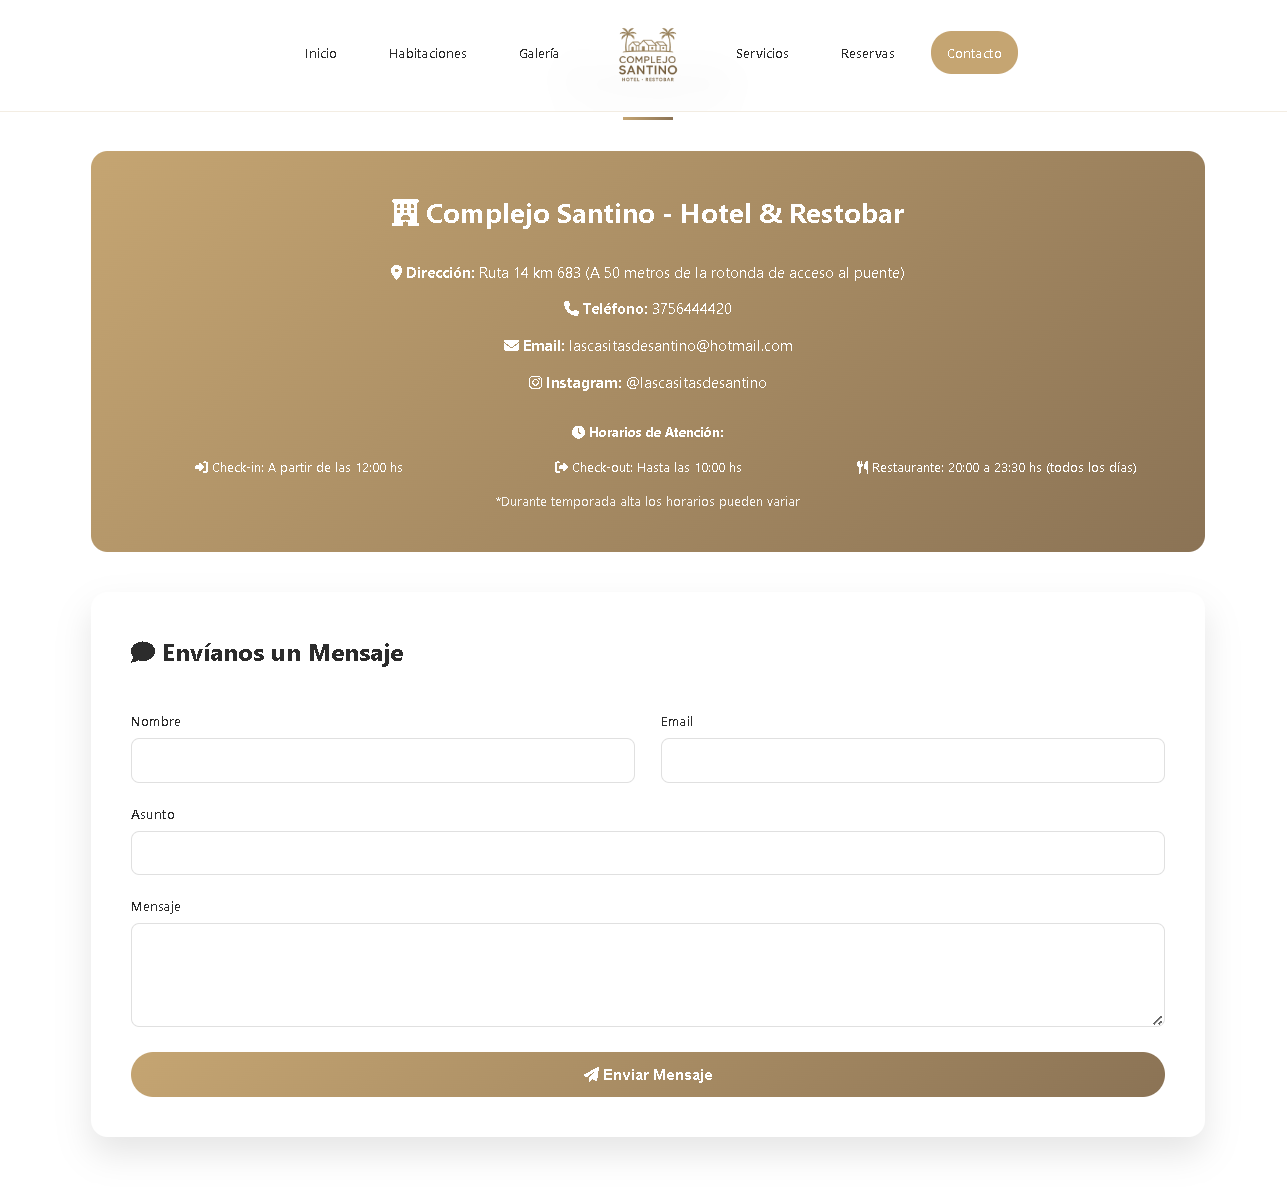 Inicio
Habitaciones
Galería
COMPLEJO
SANTINO
HOTEL - RESTOBAR
Servicios
Reservas
Contacto
Complejo Santino - Hotel & Restobar
Dirección: Ruta 14 km 683 (A 50 metros de la rotonda de acceso al puente)
Teléfono: 3756444420
Email: lascasitasdesantino@hotmail.com
Instagram: @lascasitasdesantino
Horarios de Atención:
Check-in: A partir de las 12:00 hs
Check-out: Hasta las 10:00 hs
Restaurante: 20:00 a 23:30 hs (todos los días)
*Durante temporada alta los horarios pueden variar
Envíanos un Mensaje
Nombre
Email
Asunto
Mensaje
Enviar Mensaje